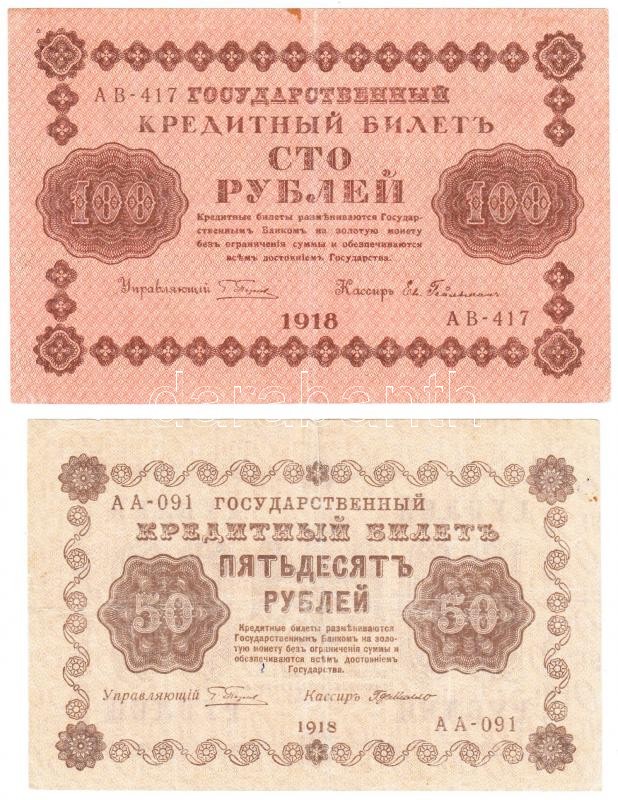 АВ-417 ГОСУДАРСТВЕННЫЙ
КРЕДИТНЫЙ БИЛЕТЪ
СТО
РУБЛЕЙ
100 100
Кредитные билеты размѣниваются Государ-
ственнымъ Банкомъ на золотую монету
безъ ограниченія суммы и обезпечиваются
всѣмъ достояніемъ Государства.
Управляющій Кассиръ
1918 АВ-417
darabanth
АА-091 ГОСУДАРСТВЕННЫЙ
КРЕДИТНЫЙ БИЛЕТЪ
ПЯТЬДЕСЯТЪ
РУБЛЕЙ
50 50
Кредитные билеты размѣниваются
Государственнымъ Банкомъ на золо-
тую монету безъ ограниченія суммы и
обезпечиваются всѣмъ достояніемъ
Государства.
Управляющій Кассиръ
1918 АА-091